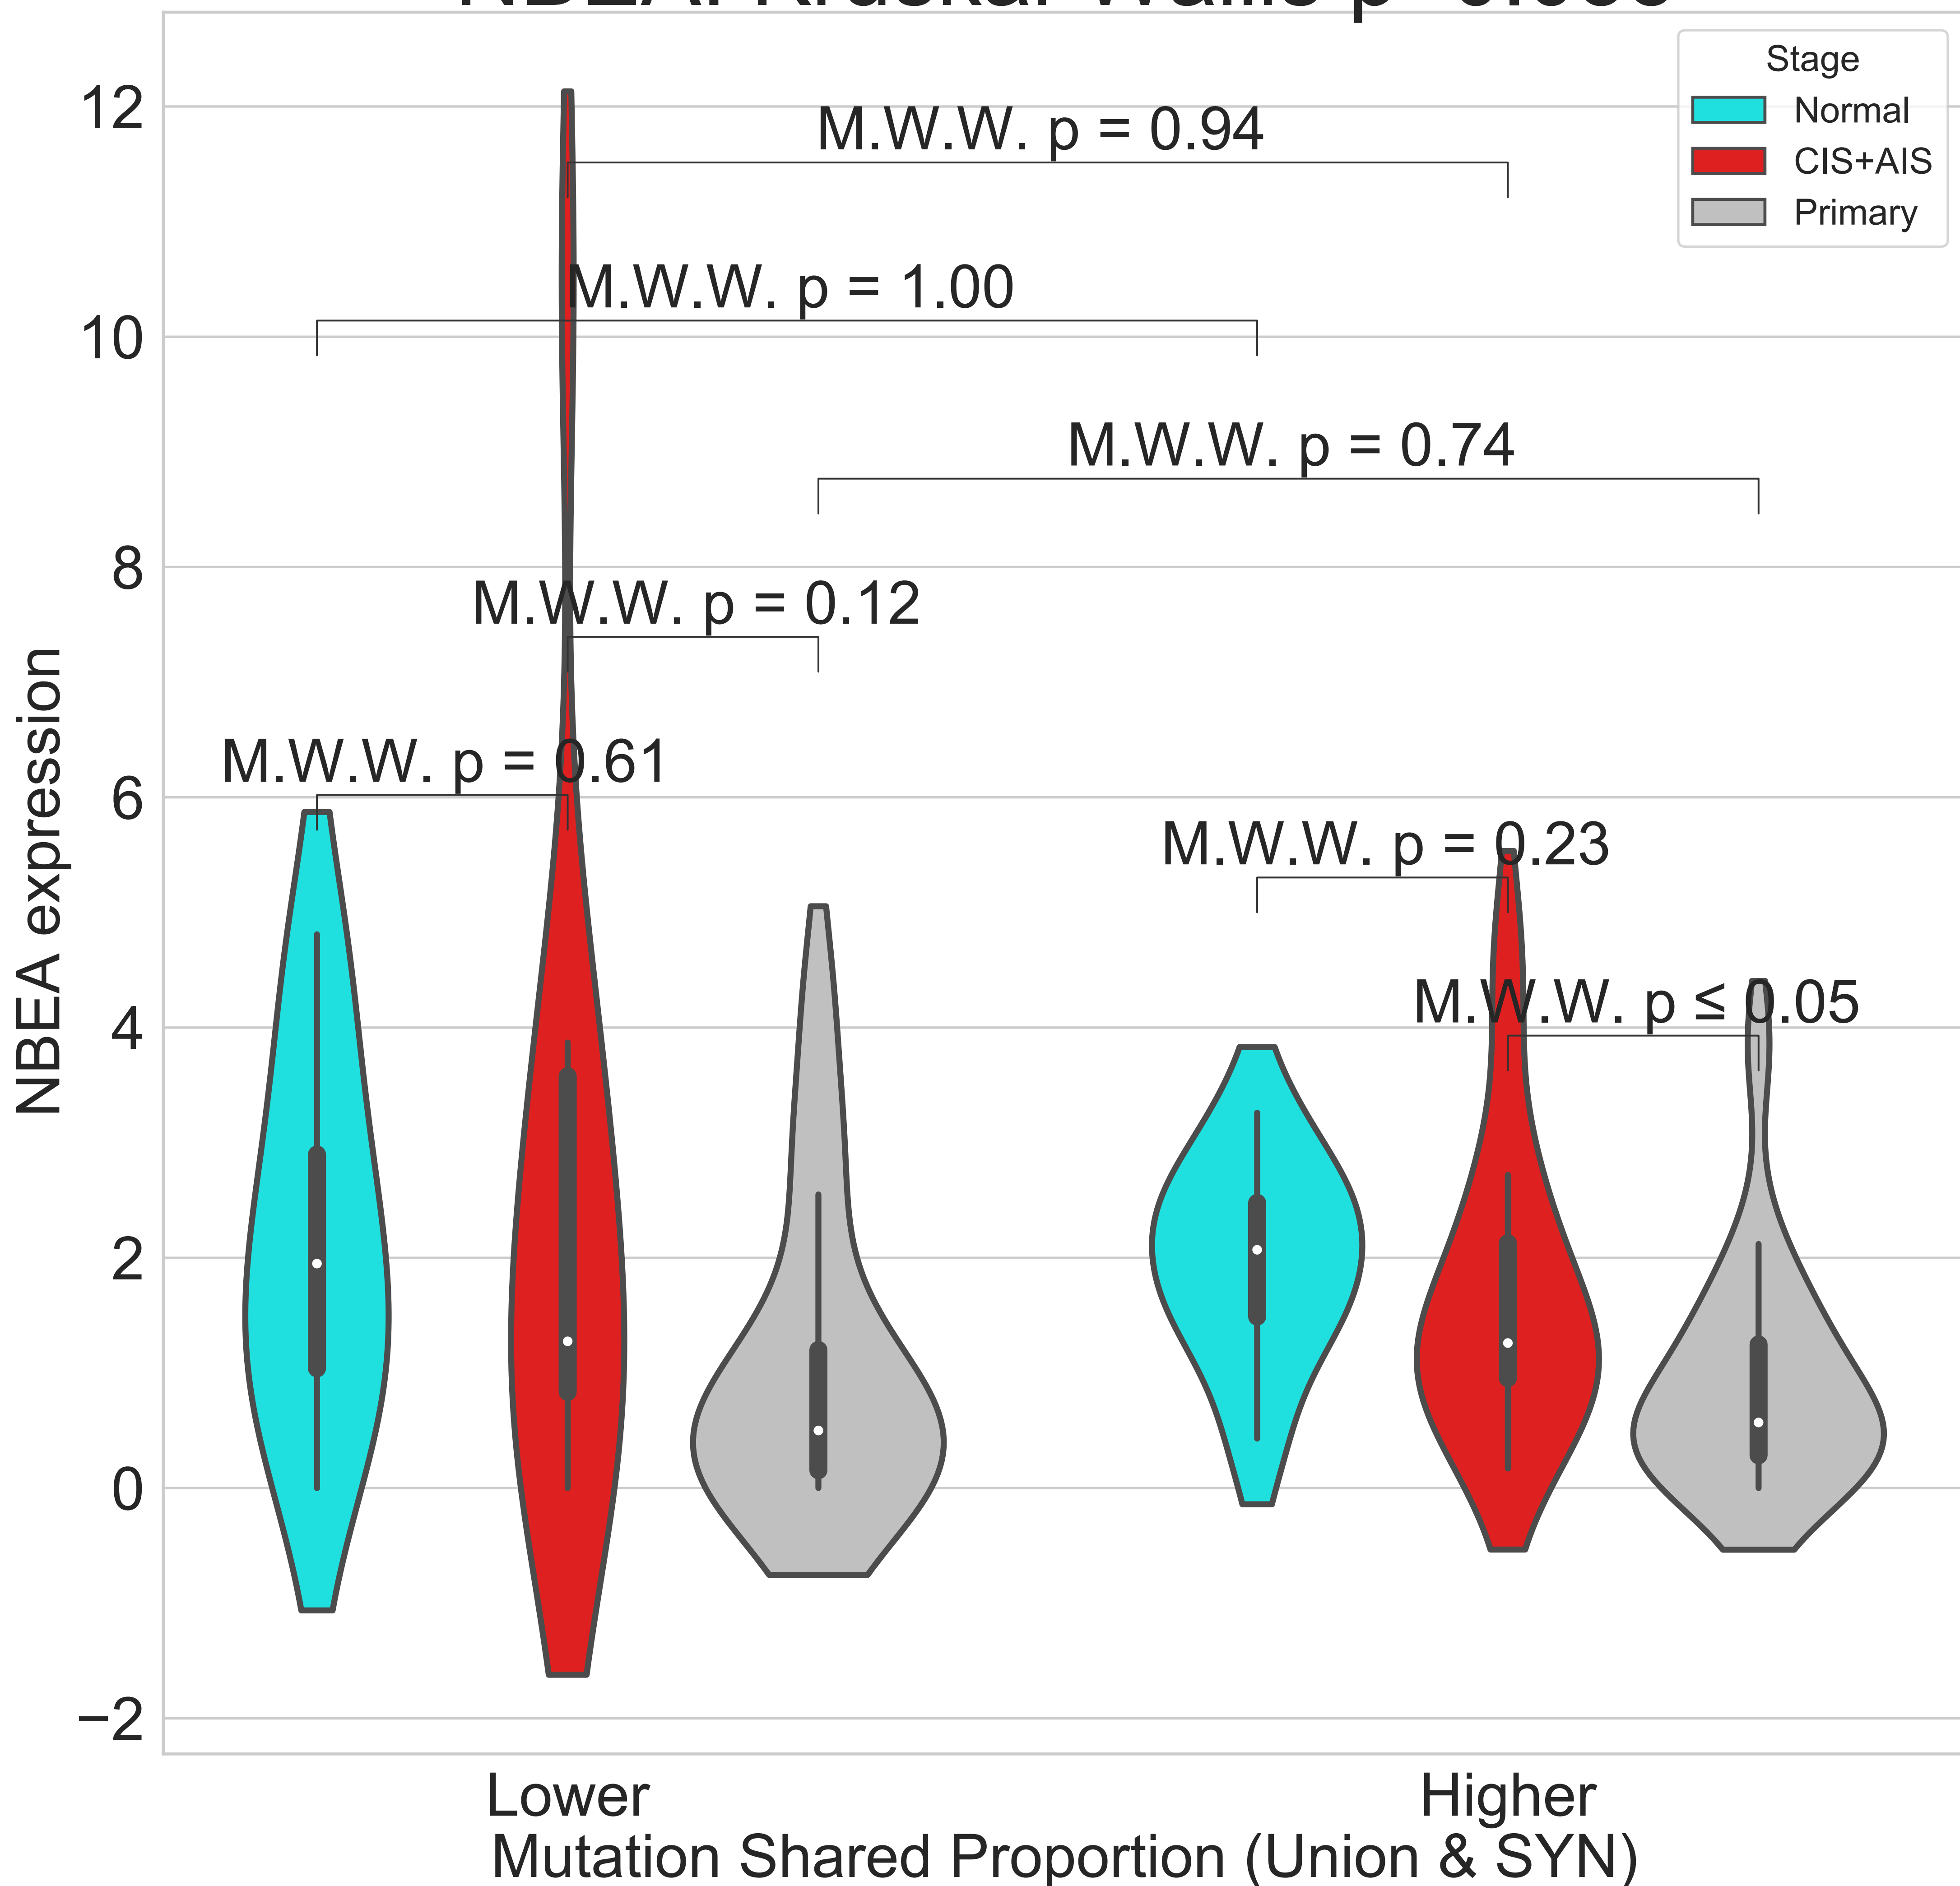 Stage
Normal
CIS+AIS
Primary
12
10
8
6
4
2
0
−2
NBEA expression
M.W.W. p = 0.94
M.W.W. p = 1.00
M.W.W. p = 0.74
M.W.W. p = 0.12
M.W.W. p = 0.61
M.W.W. p = 0.23
M.W.W. p ≤ 0.05
Lower
Higher
Mutation Shared Proportion (Union & SYN)